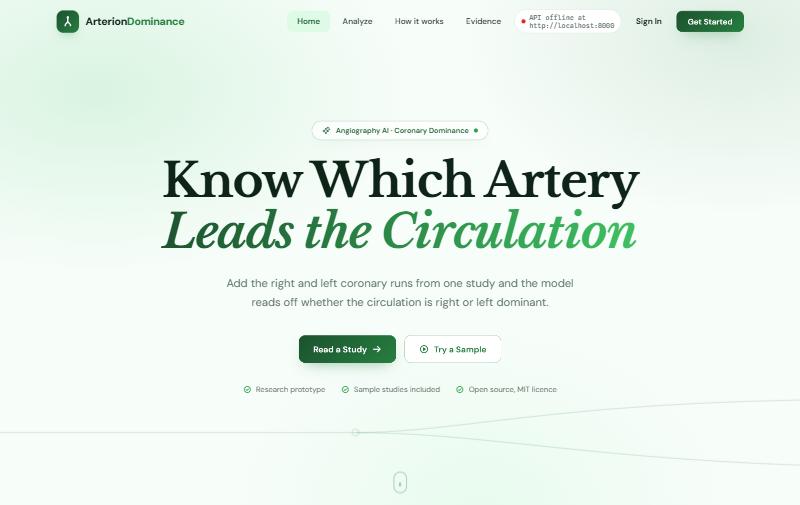 ArterionDominance
Home
Analyze
How it works
Evidence
API offline at
http://localhost:8000
Sign In
Get Started
Angiography AI · Coronary Dominance
Know Which Artery
Leads the Circulation
Add the right and left coronary runs from one study and the model
reads off whether the circulation is right or left dominant.
Read a Study →
Try a Sample
Research prototype
Sample studies included
Open source, MIT licence